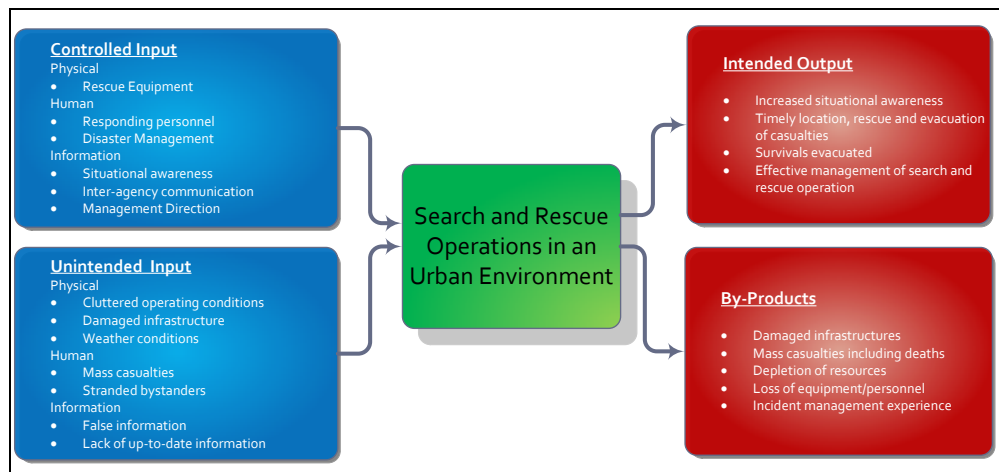 Controlled Input
Physical
• Rescue Equipment
Human
• Responding personnel
• Disaster Management
Information
• Situational awareness
• Inter-agency communication
• Management Direction
Unintended Input
Physical
• Cluttered operating conditions
• Damaged infrastructure
• Weather conditions
Human
• Mass casualties
• Stranded bystanders
Information
• False information
• Lack of up-to-date information
Search and Rescue
Operations in an
Urban Environment
Intended Output
• Increased situational awareness
• Timely location, rescue and evacuation
of casualties
• Survivals evacuated
• Effective management of search and
rescue operation
By-Products
• Damaged infrastructures
• Mass casualties including deaths
• Depletion of resources
• Loss of equipment/personnel
• Incident management experience